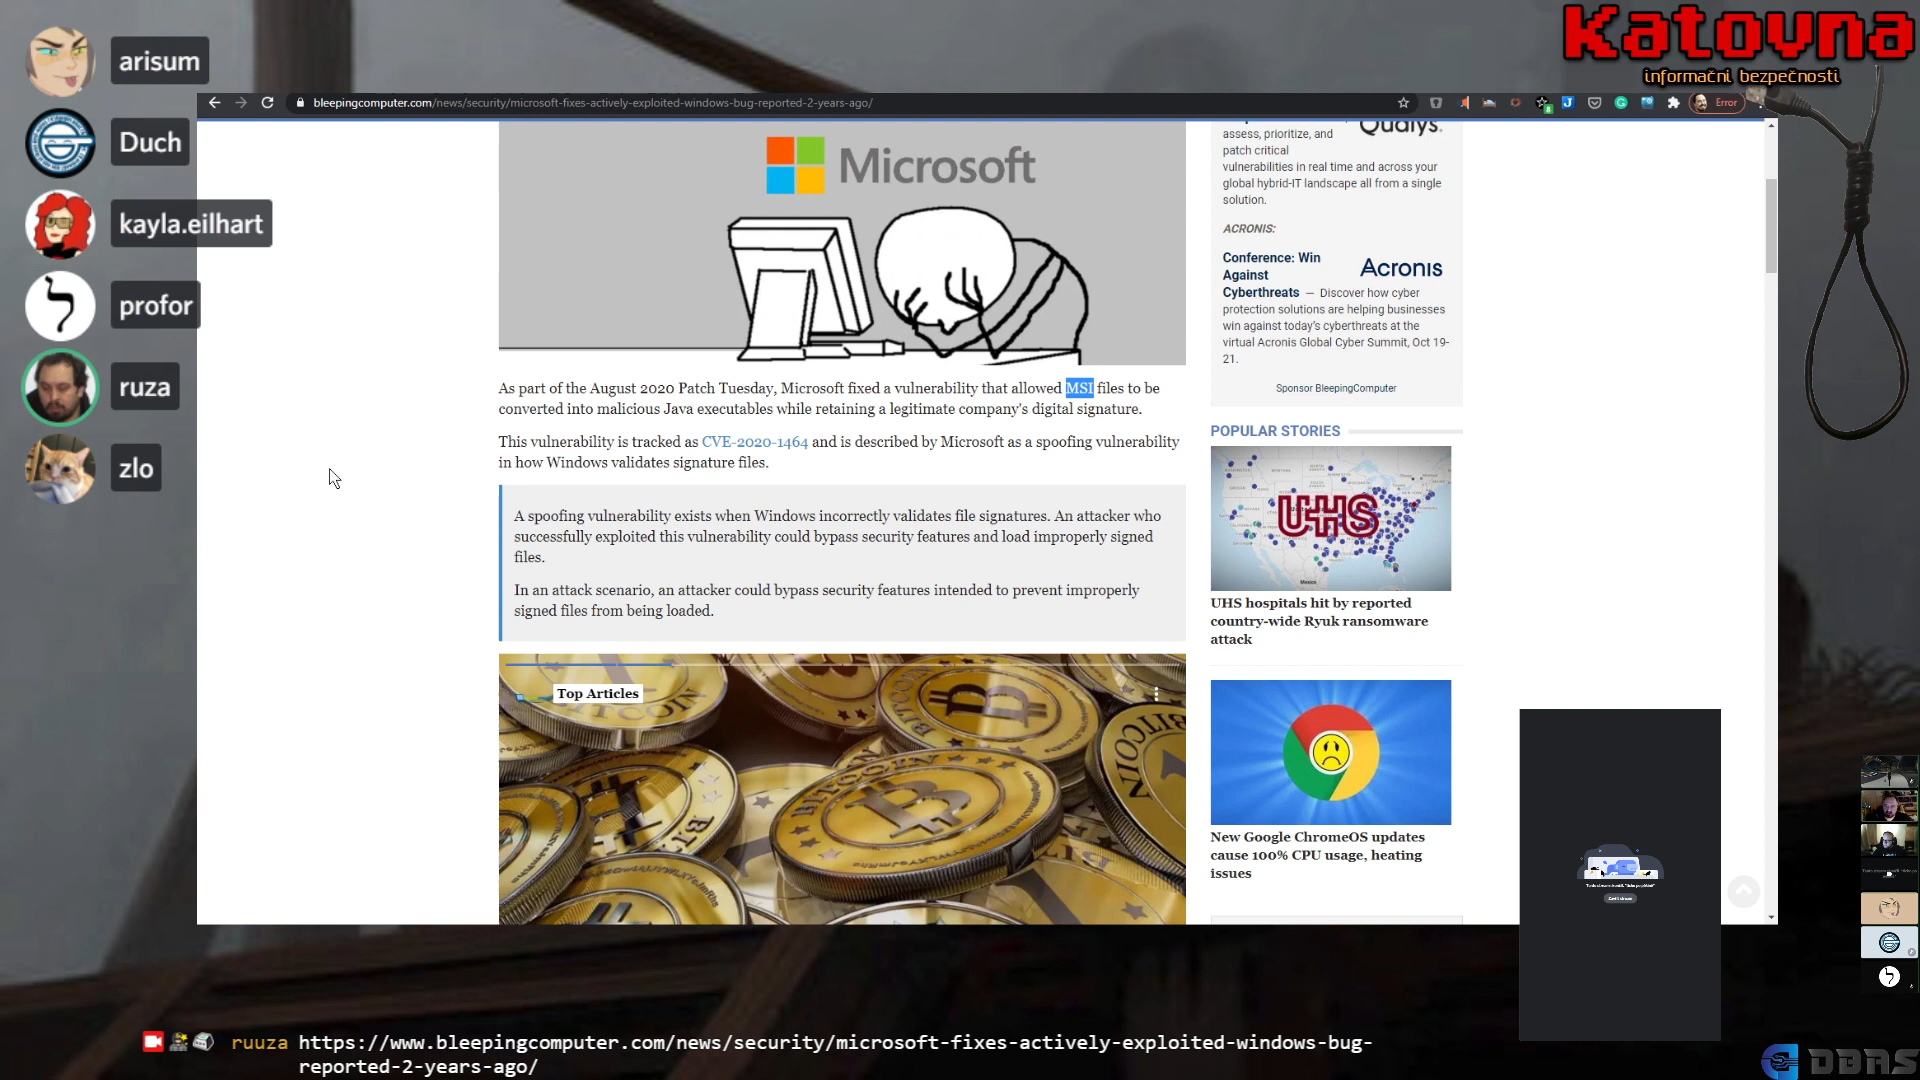 Katovna
informační bezpečnosti
arisum
Duch
kayla.eilhart
profor
ruza
zlo
bleepingcomputer.com/news/security/microsoft-fixes-actively-exploited-windows-bug-reported-2-years-ago/
Error
Microsoft
As part of the August 2020 Patch Tuesday, Microsoft fixed a vulnerability that allowed MSI files to be
converted into malicious Java executables while retaining a legitimate company's digital signature.
This vulnerability is tracked as CVE-2020-1464 and is described by Microsoft as a spoofing vulnerability
in how Windows validates signature files.
A spoofing vulnerability exists when Windows incorrectly validates file signatures. An attacker who
successfully exploited this vulnerability could bypass security features and load improperly signed
files.
In an attack scenario, an attacker could bypass security features intended to prevent improperly
signed files from being loaded.
Top Articles
BITCOIN
BITCOIN
BITCOIN
assess, prioritize, and
Qualys.
patch critical
vulnerabilities in real time and across your
global hybrid-IT landscape all from a single
solution.
ACRONIS:
Conference: Win
Against
Acronis
Cyberthreats — Discover how cyber
protection solutions are helping businesses
win against today's cyberthreats at the
virtual Acronis Global Cyber Summit, Oct 19-
21.
Sponsor BleepingComputer
POPULAR STORIES
UHS
Mexico
UHS hospitals hit by reported
country-wide Ryuk ransomware
attack
New Google ChromeOS updates
cause 100% CPU usage, heating
issues
ruuza https://www.bleepingcomputer.com/news/security/microsoft-fixes-actively-exploited-windows-bug-
reported-2-years-ago/
DBAS